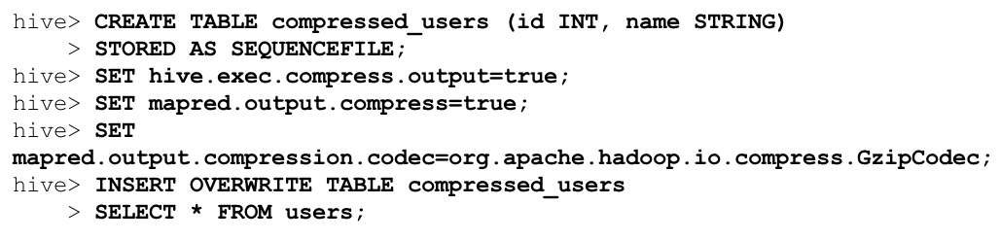 hive> CREATE TABLE compressed_users (id INT, name STRING)
    > STORED AS SEQUENCEFILE;
hive> SET hive.exec.compress.output=true;
hive> SET mapred.output.compress=true;
hive> SET
mapred.output.compression.codec=org.apache.hadoop.io.compress.GzipCodec;
hive> INSERT OVERWRITE TABLE compressed_users
    > SELECT * FROM users;